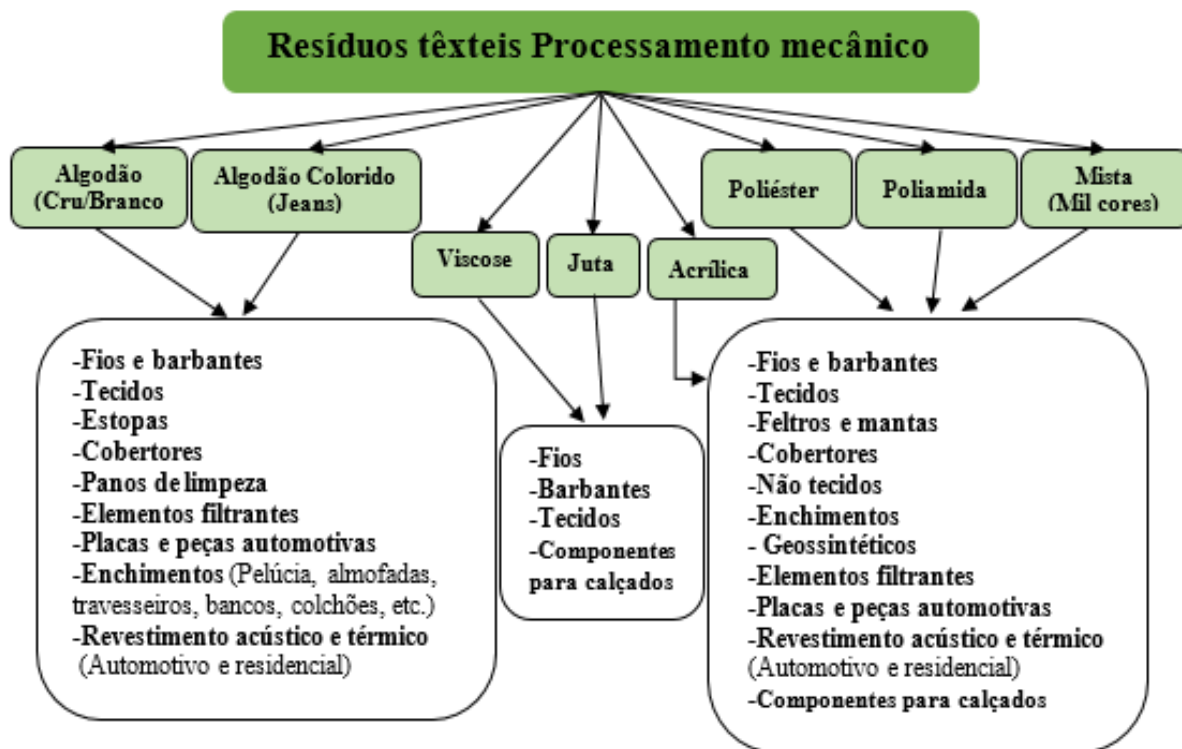 Resíduos têxteis Processamento mecânico
Algodão
(Cru/Branco
Algodão Colorido
(Jeans)
Viscose
Juta
Acrílica
Poliéster
Poliamida
Mista
(Mil cores)
-Fios e barbantes
-Tecidos
-Estopas
-Cobertores
-Panos de limpeza
-Elementos filtrantes
-Placas e peças automotivas
-Enchimentos (Pelúcia, almofadas,
travesseiros, bancos, colchões, etc.)
-Revestimento acústico e térmico
(Automotivo e residencial)
-Fios
-Barbantes
-Tecidos
-Componentes
para calçados
-Fios e barbantes
-Tecidos
-Feltros e mantas
-Cobertores
-Não tecidos
-Enchimentos
- Geossintéticos
-Elementos filtrantes
-Placas e peças automotivas
-Revestimento acústico e térmico
(Automotivo e residencial)
-Componentes para calçados